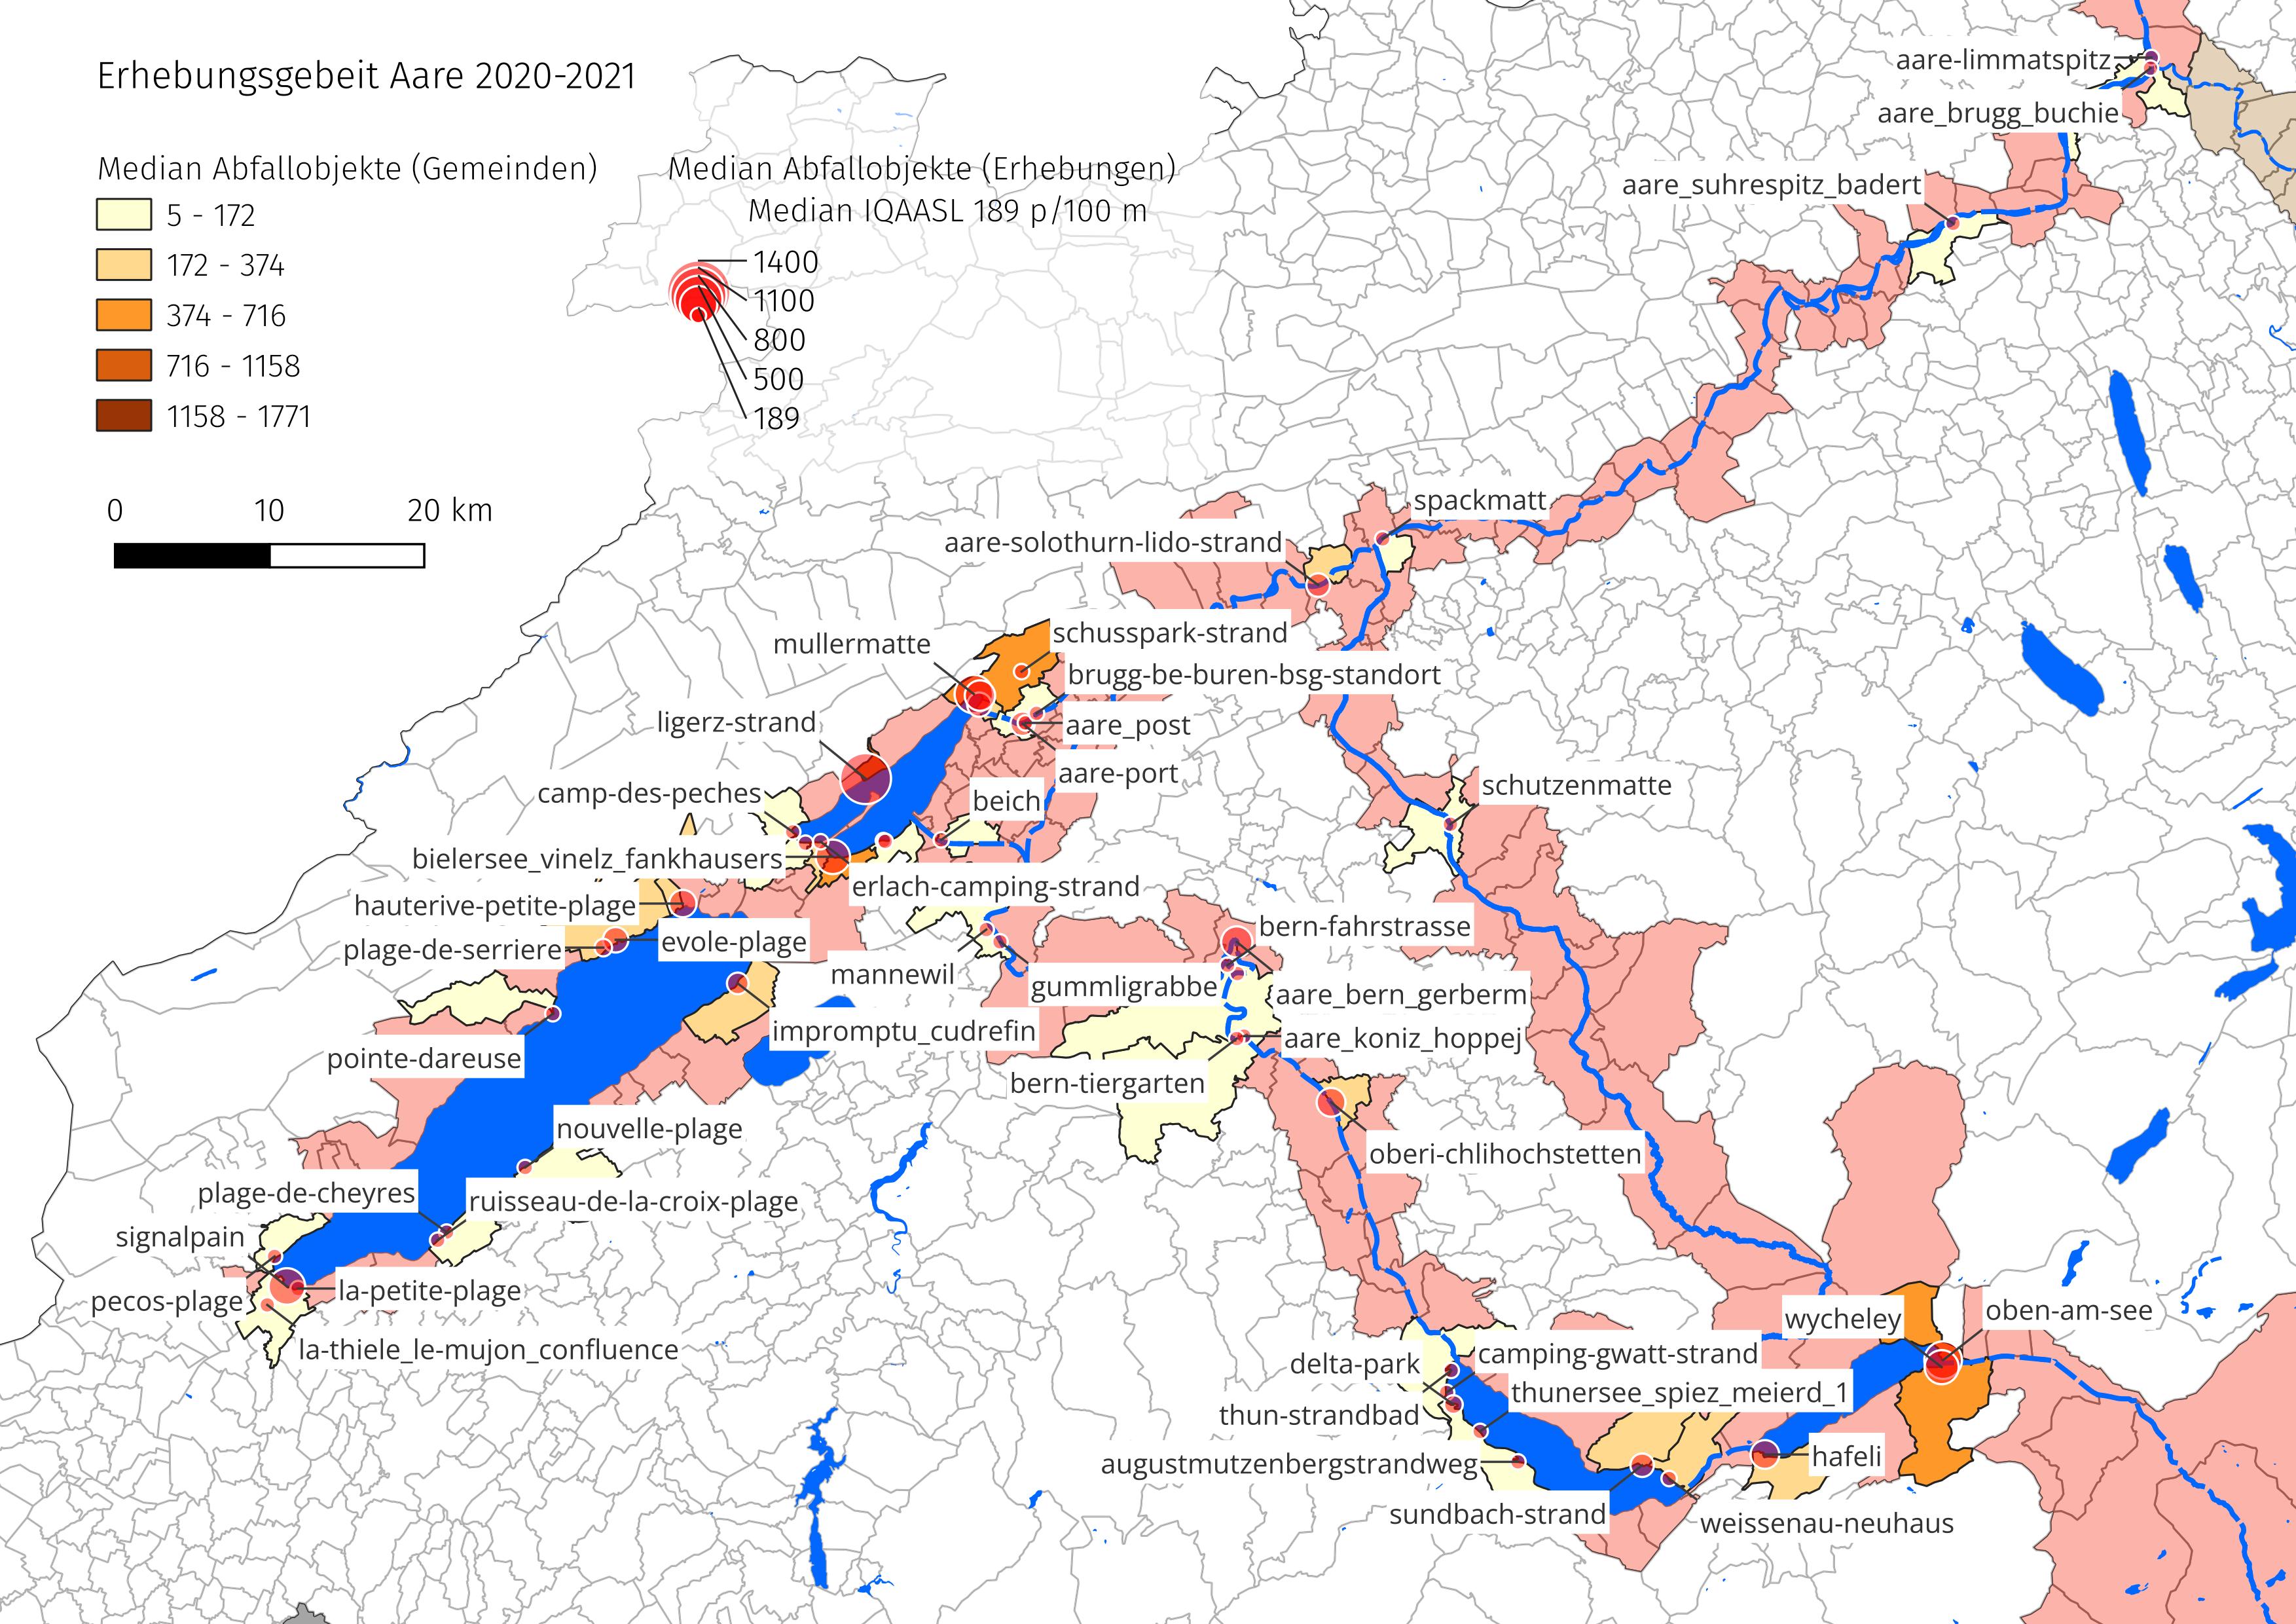 Erhebungsgebeit Aare 2020-2021
Median Abfallobjekte (Gemeinden)
5 - 172
172 - 374
374 - 716
716 - 1158
1158 - 1771
Median Abfallobjekte (Erhebungen)
Median IQAASL 189 p/100 m
1400
1100
800
500
189
0 10 20 km
aare-limmatspitz
aare_brugg_buchie
aare_suhrespitz_badert
spackmatt
aare-solothurn-lido-strand
schusspark-strand
mullermatte
brugg-be-buren-bsg-standort
ligerz-strand
aare_post
aare-port
schutzenmatte
camp-des-peches
beich
bielersee_vinelz_fankhausers
erlach-camping-strand
hauterive-petite-plage
bern-fahrstrasse
evole-plage
plage-de-serriere
mannewil
gummligrabbe
aare_bern_gerberm
impromptu_cudrefin
aare_koniz_hoppej
pointe-dareuse
bern-tiergarten
nouvelle-plage
oberi-chlihochstetten
plage-de-cheyres
ruisseau-de-la-croix-plage
signalpain
la-petite-plage
pecos-plage
wycheley
oben-am-see
la-thiele_le-mujon_confluence
delta-park
camping-gwatt-strand
thunersee_spiez_meierd_1
thun-strandbad
hafeli
augustmutzenbergstrandweg
sundbach-strand
weissenau-neuhaus